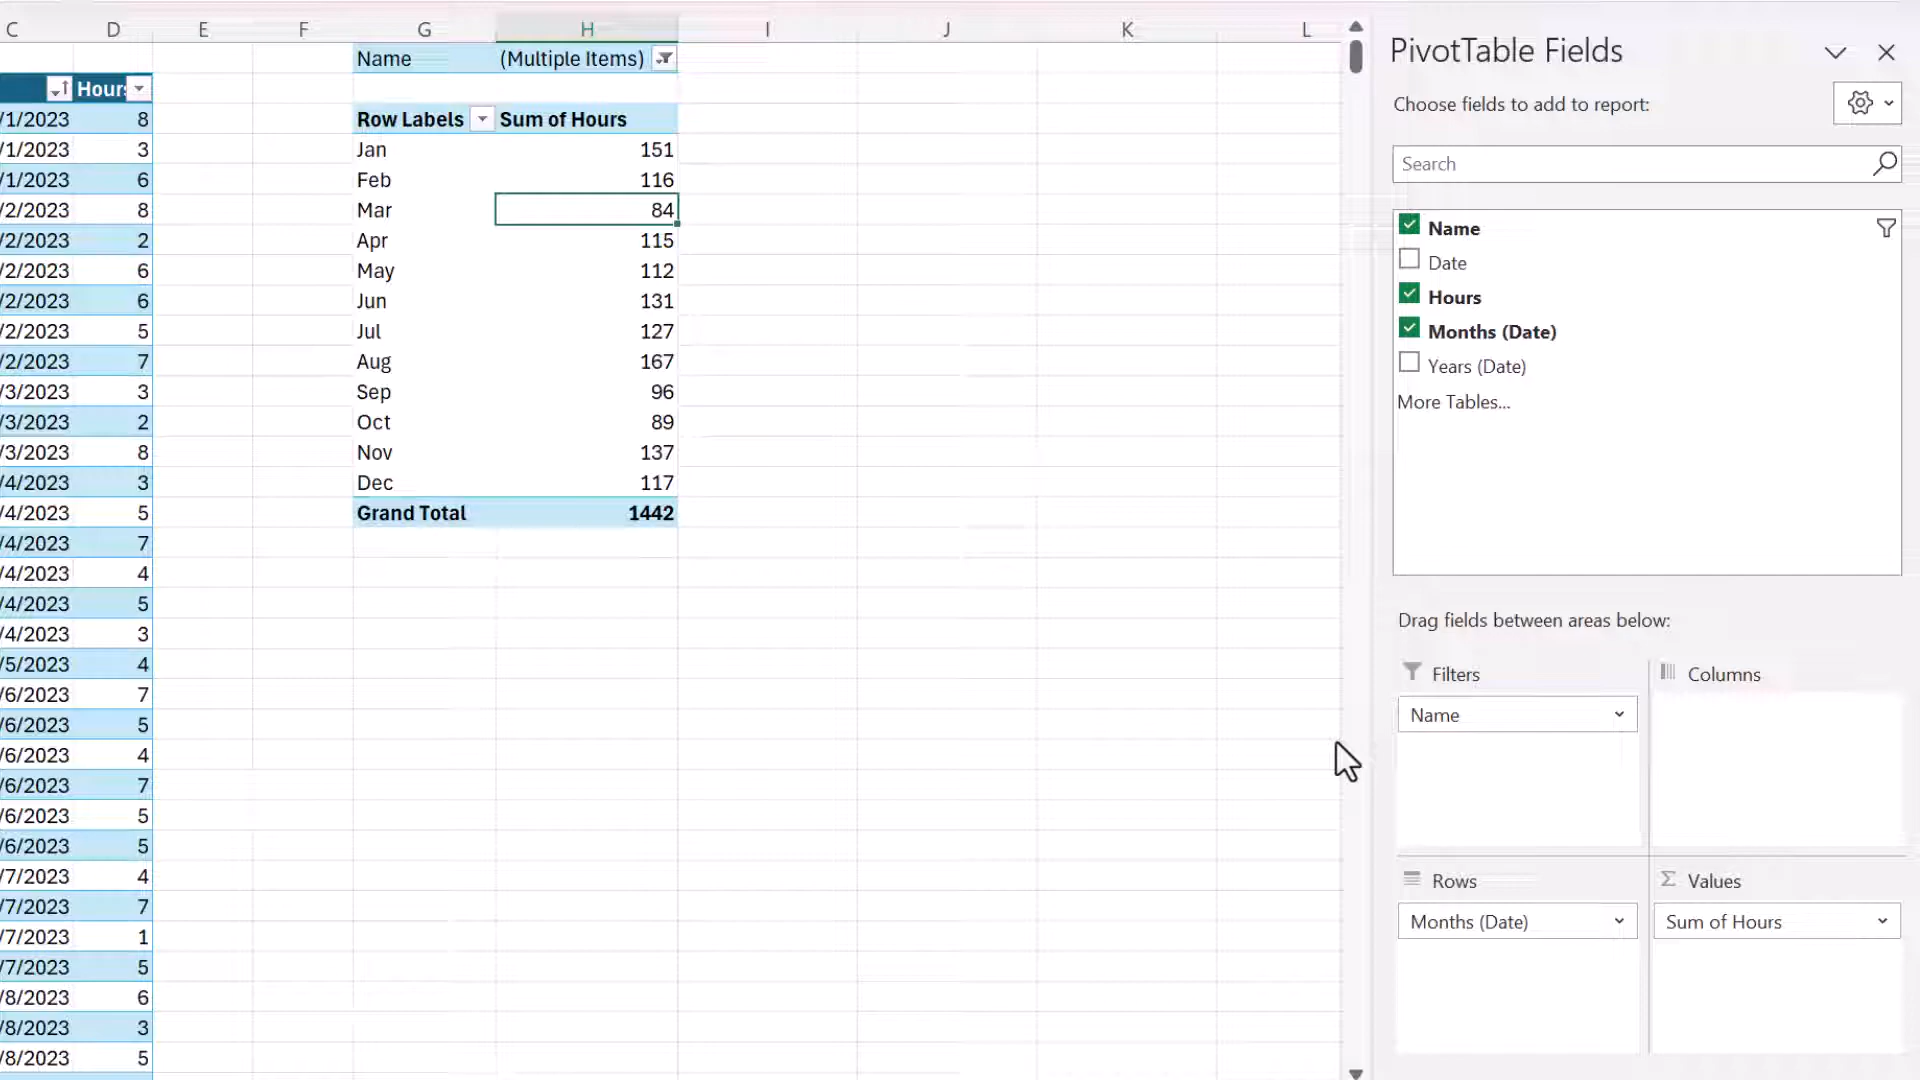 C D E F G H I J K L
Name (Multiple Items)
Hours
Row Labels Sum of Hours
/1/2023 8
/1/2023 3 Jan 151
/1/2023 6 Feb 116
/2/2023 8 Mar 84
/2/2023 2 Apr 115
/2/2023 6 May 112
/2/2023 6 Jun 131
/2/2023 5 Jul 127
/2/2023 7 Aug 167
/3/2023 3 Sep 96
/3/2023 2 Oct 89
/3/2023 8 Nov 137
/4/2023 3 Dec 117
/4/2023 5 Grand Total 1442
/4/2023 7
/4/2023 4
/4/2023 5
/4/2023 3
/5/2023 4
/6/2023 7
/6/2023 5
/6/2023 4
/6/2023 7
/6/2023 5
/6/2023 5
/7/2023 4
/7/2023 7
/7/2023 1
/7/2023 5
/8/2023 6
/8/2023 3
/8/2023 5
PivotTable Fields
Choose fields to add to report:
Search
Name
Date
Hours
Months (Date)
Years (Date)
More Tables...
Drag fields between areas below:
Filters
Name
Columns
Rows
Months (Date)
Values
Sum of Hours